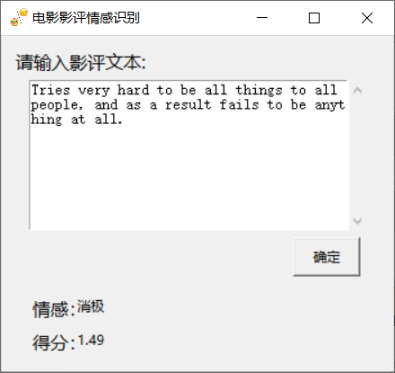 电影影评情感识别
请输入影评文本:
Tries very hard to be all things to all
people, and as a result fails to be anyt
hing at all.
确定
情感:消极
得分:1.49